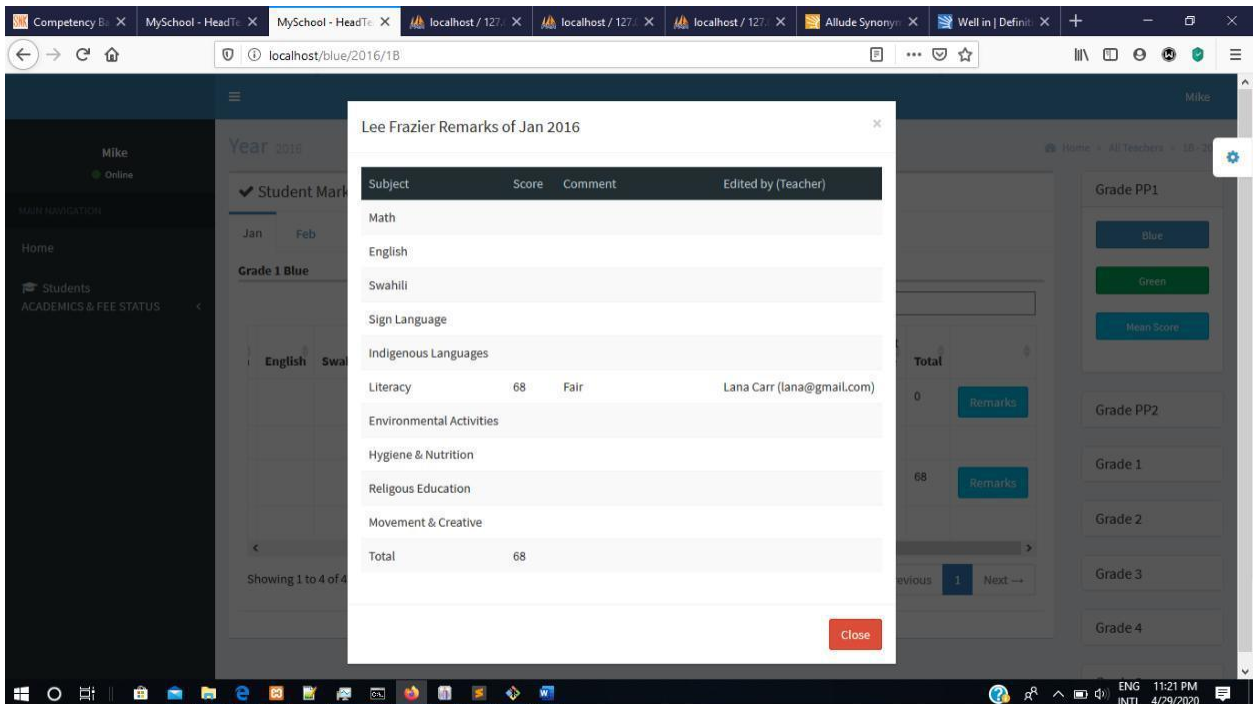 Competency Ba
MySchool - HeadTe
MySchool - HeadTe
localhost / 127.
localhost / 127.
localhost / 127.
Allude Synonyn
Well in | Definiti
localhost/blue/2016/18
Mike
Mike
Online
MAIN NAVIGATION
Home
Students
ACADEMICS & FEE STATUS
Year 2016
Home > All Teachers > 18- 20
Student Mark
Jan Feb
Grade 1 Blue
English Swa
Total
0 Remarks
68 Remarks
Showing 1 to 4 of 4
evious 1 Next →
Lee Frazier Remarks of Jan 2016 ×
Subject Score Comment Edited by (Teacher)
Math
English
Swahili
Sign Language
Indigenous Languages
Literacy 68 Fair Lana Carr (lana@gmail.com)
Environmental Activities
Hygiene & Nutrition
Religous Education
Movement & Creative
Total 68
Close
Grade PP1
Blue
Green
Mean Score
Grade PP2
Grade 1
Grade 2
Grade 3
Grade 4
ENG 11:21 PM
INTL 4/29/2020